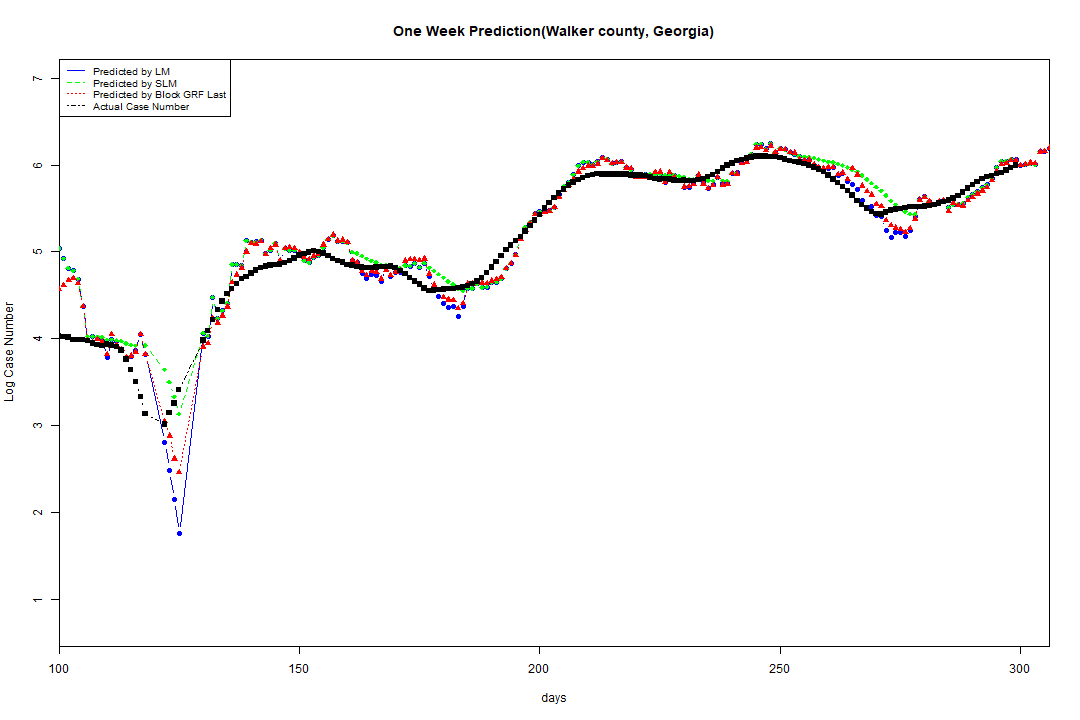 One Week Prediction(Walker county, Georgia)
Predicted by LM
Predicted by SLM
Predicted by Block GRF Last
Actual Case Number
7
6
5
4
3
2
1
Log Case Number
100
150
200
250
300
days